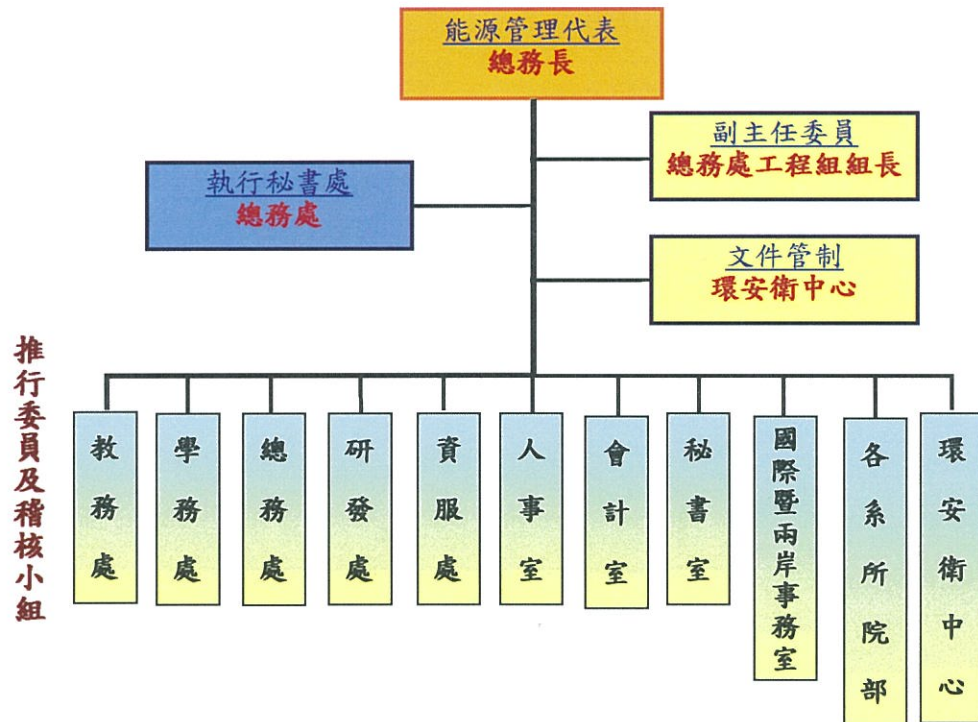 能源管理代表
總務長
副主任委員
總務處工程組組長
執行秘書處
總務處
文件管制
環安衛中心
推行委員及稽核小組
教務處
學務處
總務處
研發處
資服處
人事室
會計室
秘書室
國際暨兩岸事務室
各系所院部
環安衛中心